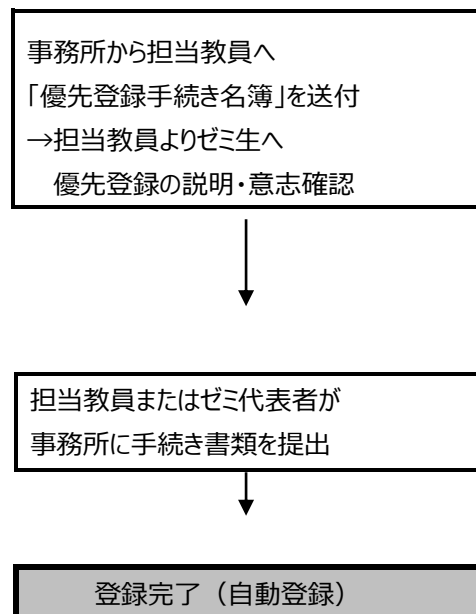 事務所から担当教員へ
「優先登録手続き名簿」を送付
→担当教員よりゼミ生へ
　優先登録の説明・意志確認
担当教員またはゼミ代表者が
事務所に手続き書類を提出
登録完了（自動登録）